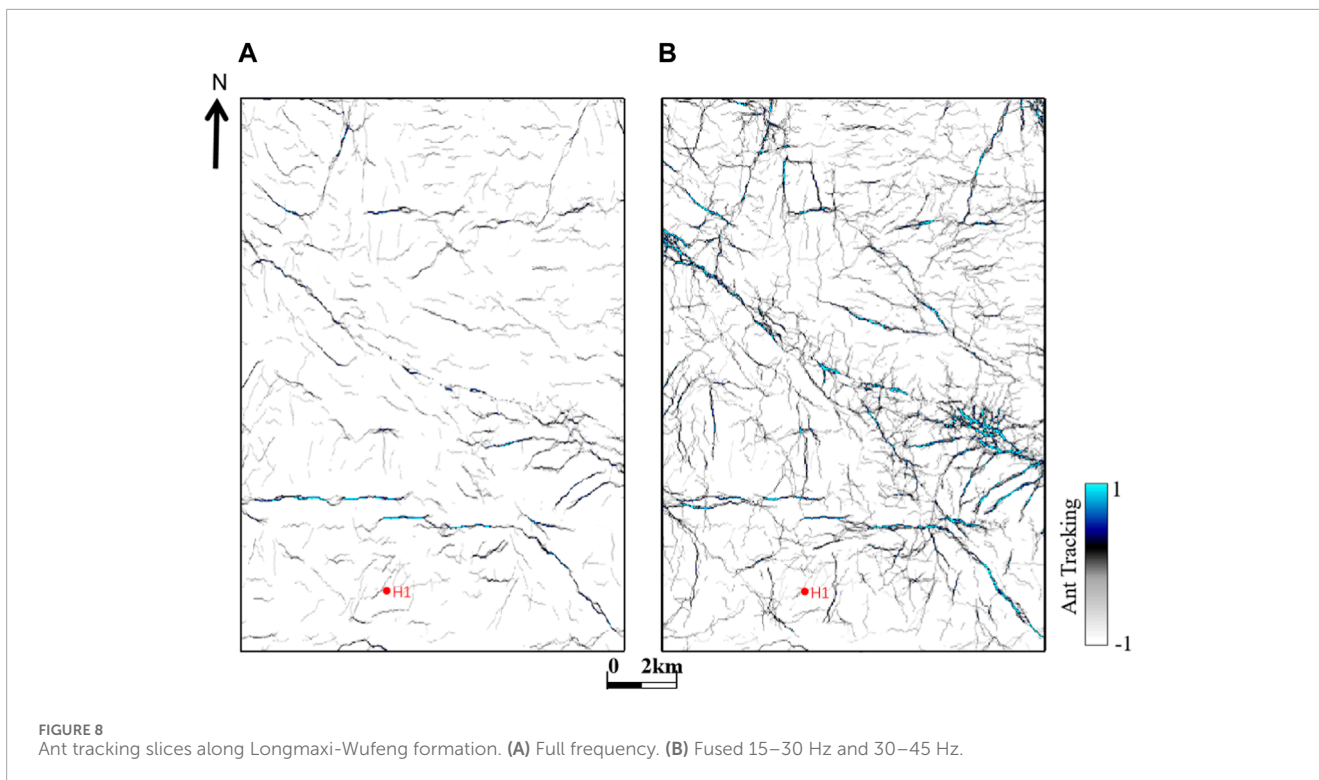 A
B
N
H1
H1
1
Ant Tracking
-1
0 2km
FIGURE 8
Ant tracking slices along Longmaxi-Wufeng formation. (A) Full frequency. (B) Fused 15–30 Hz and 30–45 Hz.